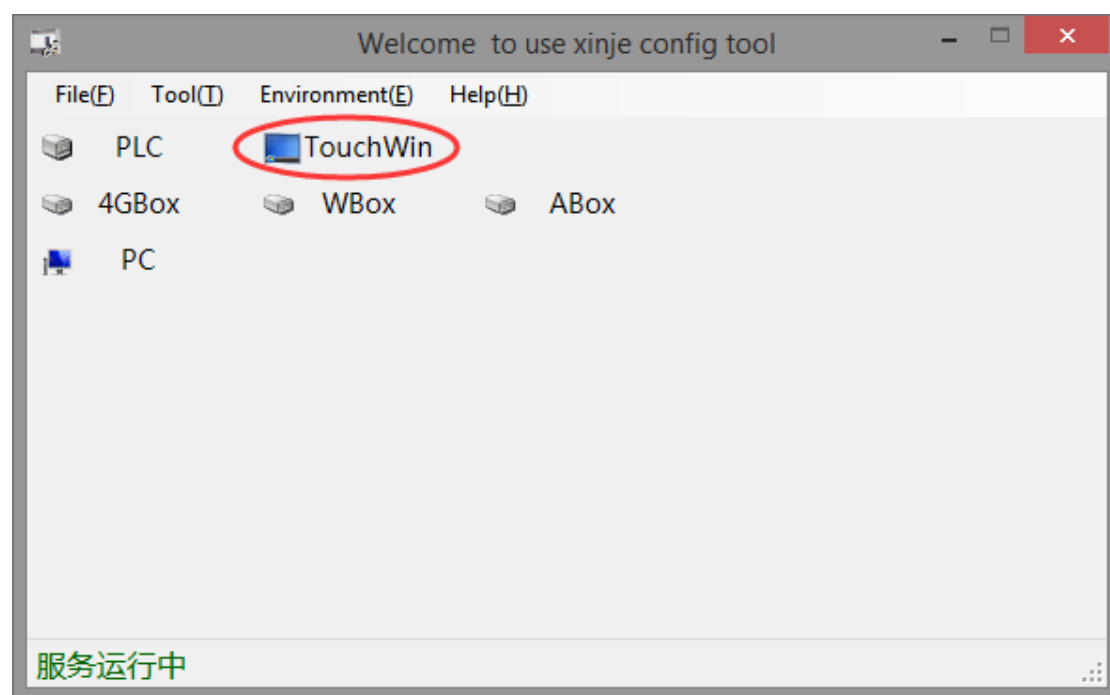 Welcome to use xinje config tool
File(F) Tool(T) Environment(E) Help(H)
PLC TouchWin
4GBox WBox ABox
PC
服务运行中